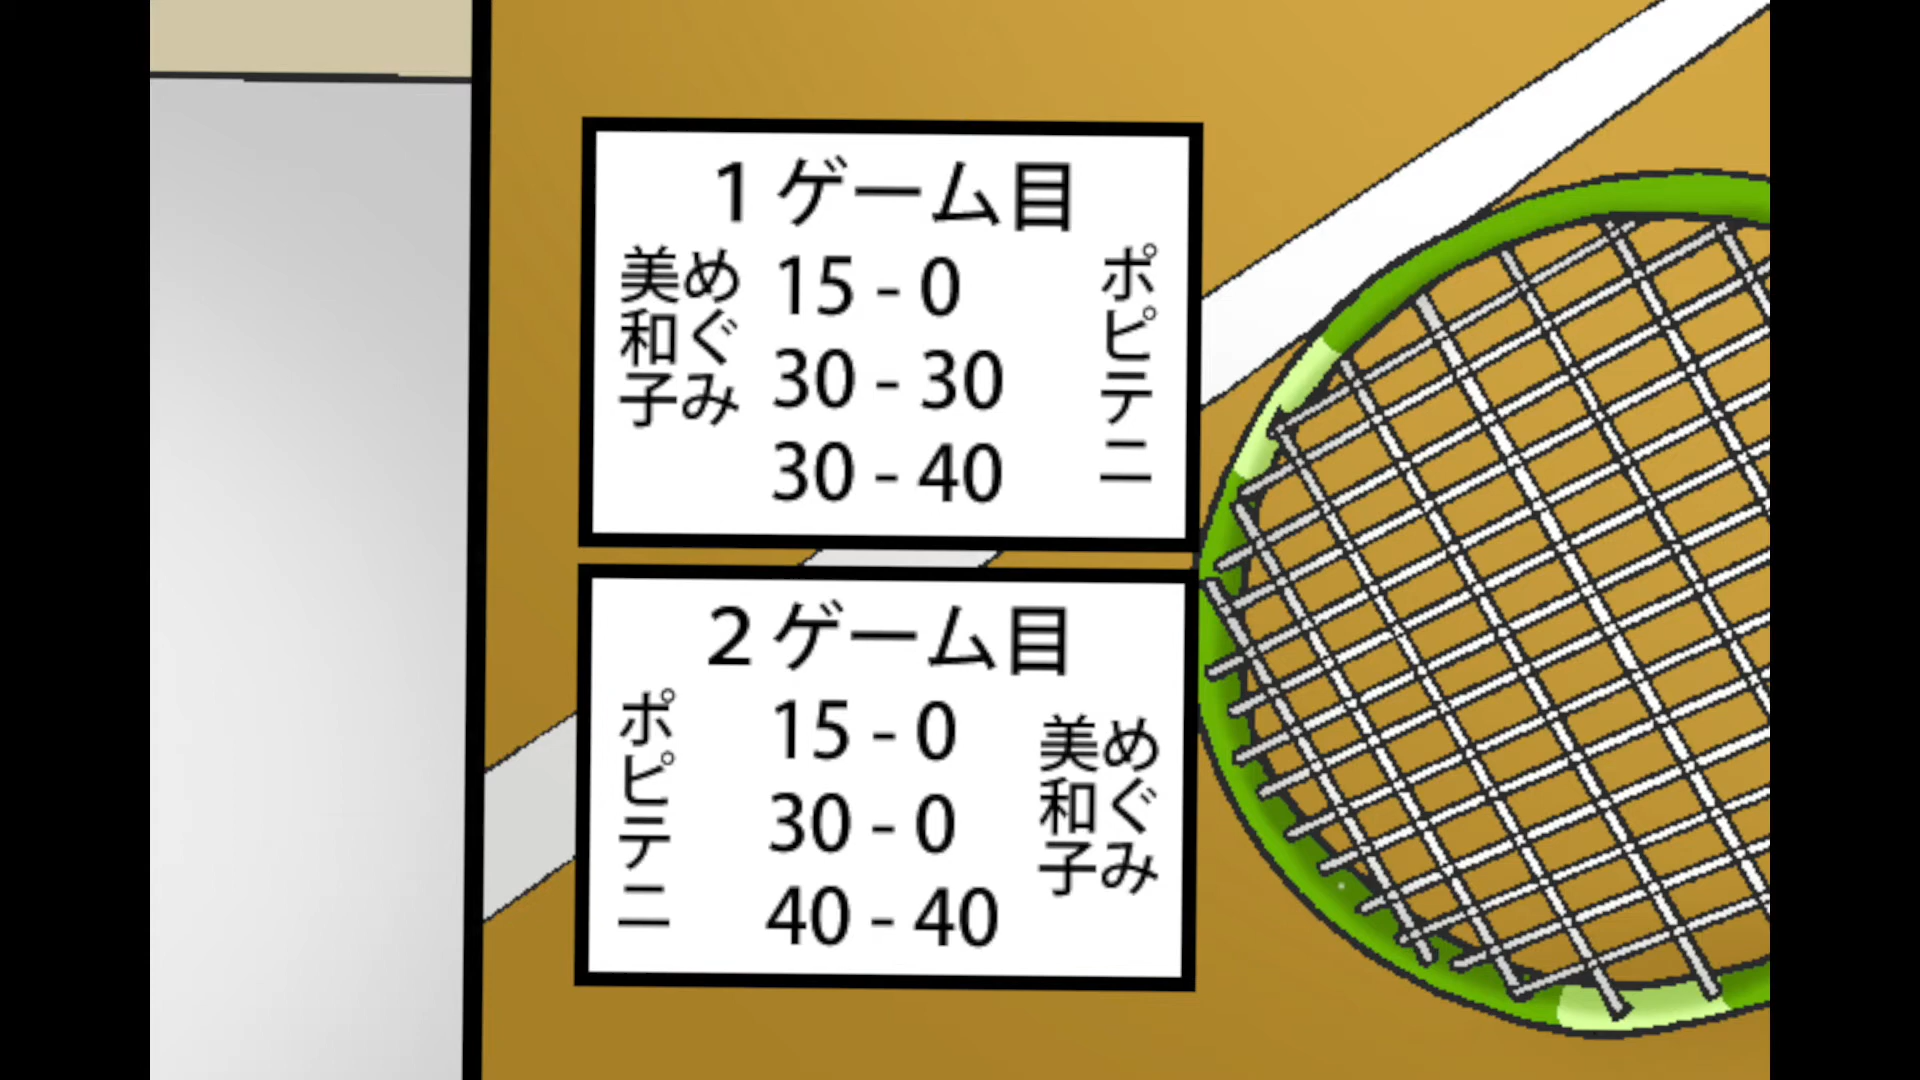 1ゲーム目
めぐみ
美和子
15 - 0
30 - 30
30 - 40
ポピテニ
2ゲーム目
ポピテニ
15 - 0
30 - 0
40 - 40
めぐみ
美和子